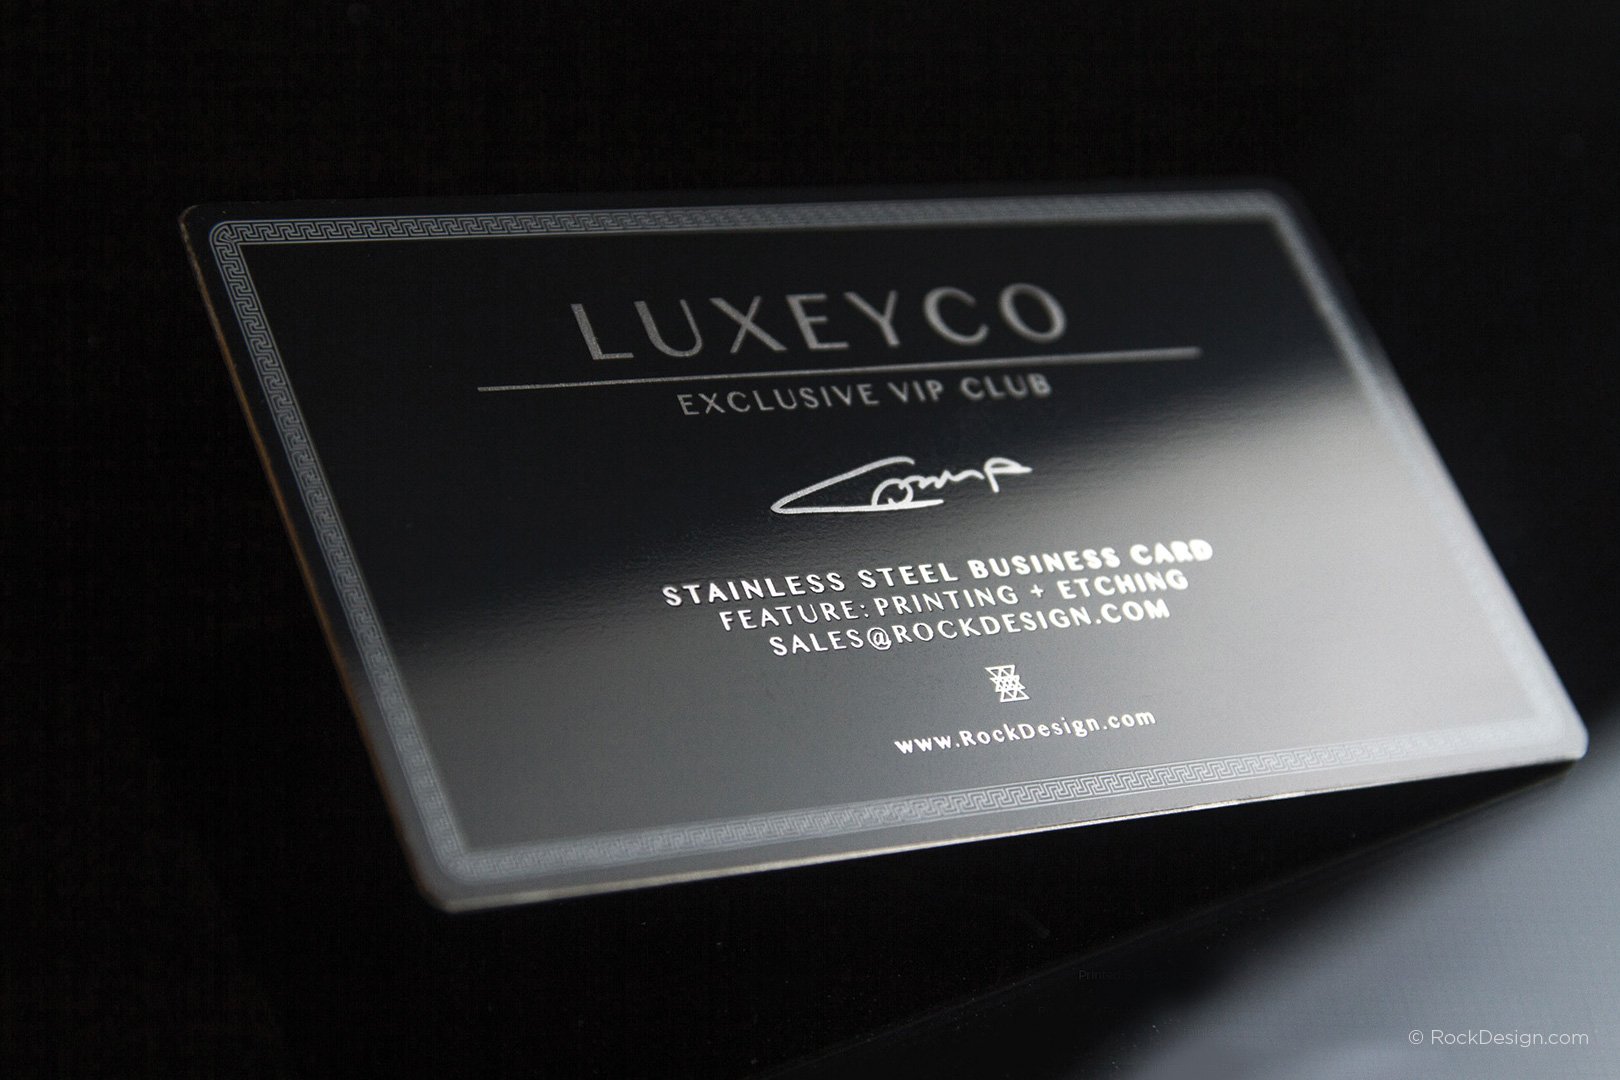 LUXEYCO
EXCLUSIVE VIP CLUB
STAINLESS STEEL BUSINESS CARD
FEATURE: PRINTING + ETCHING
SALES@ROCKDESIGN.COM
www.RockDesign.com
© RockDesign.com